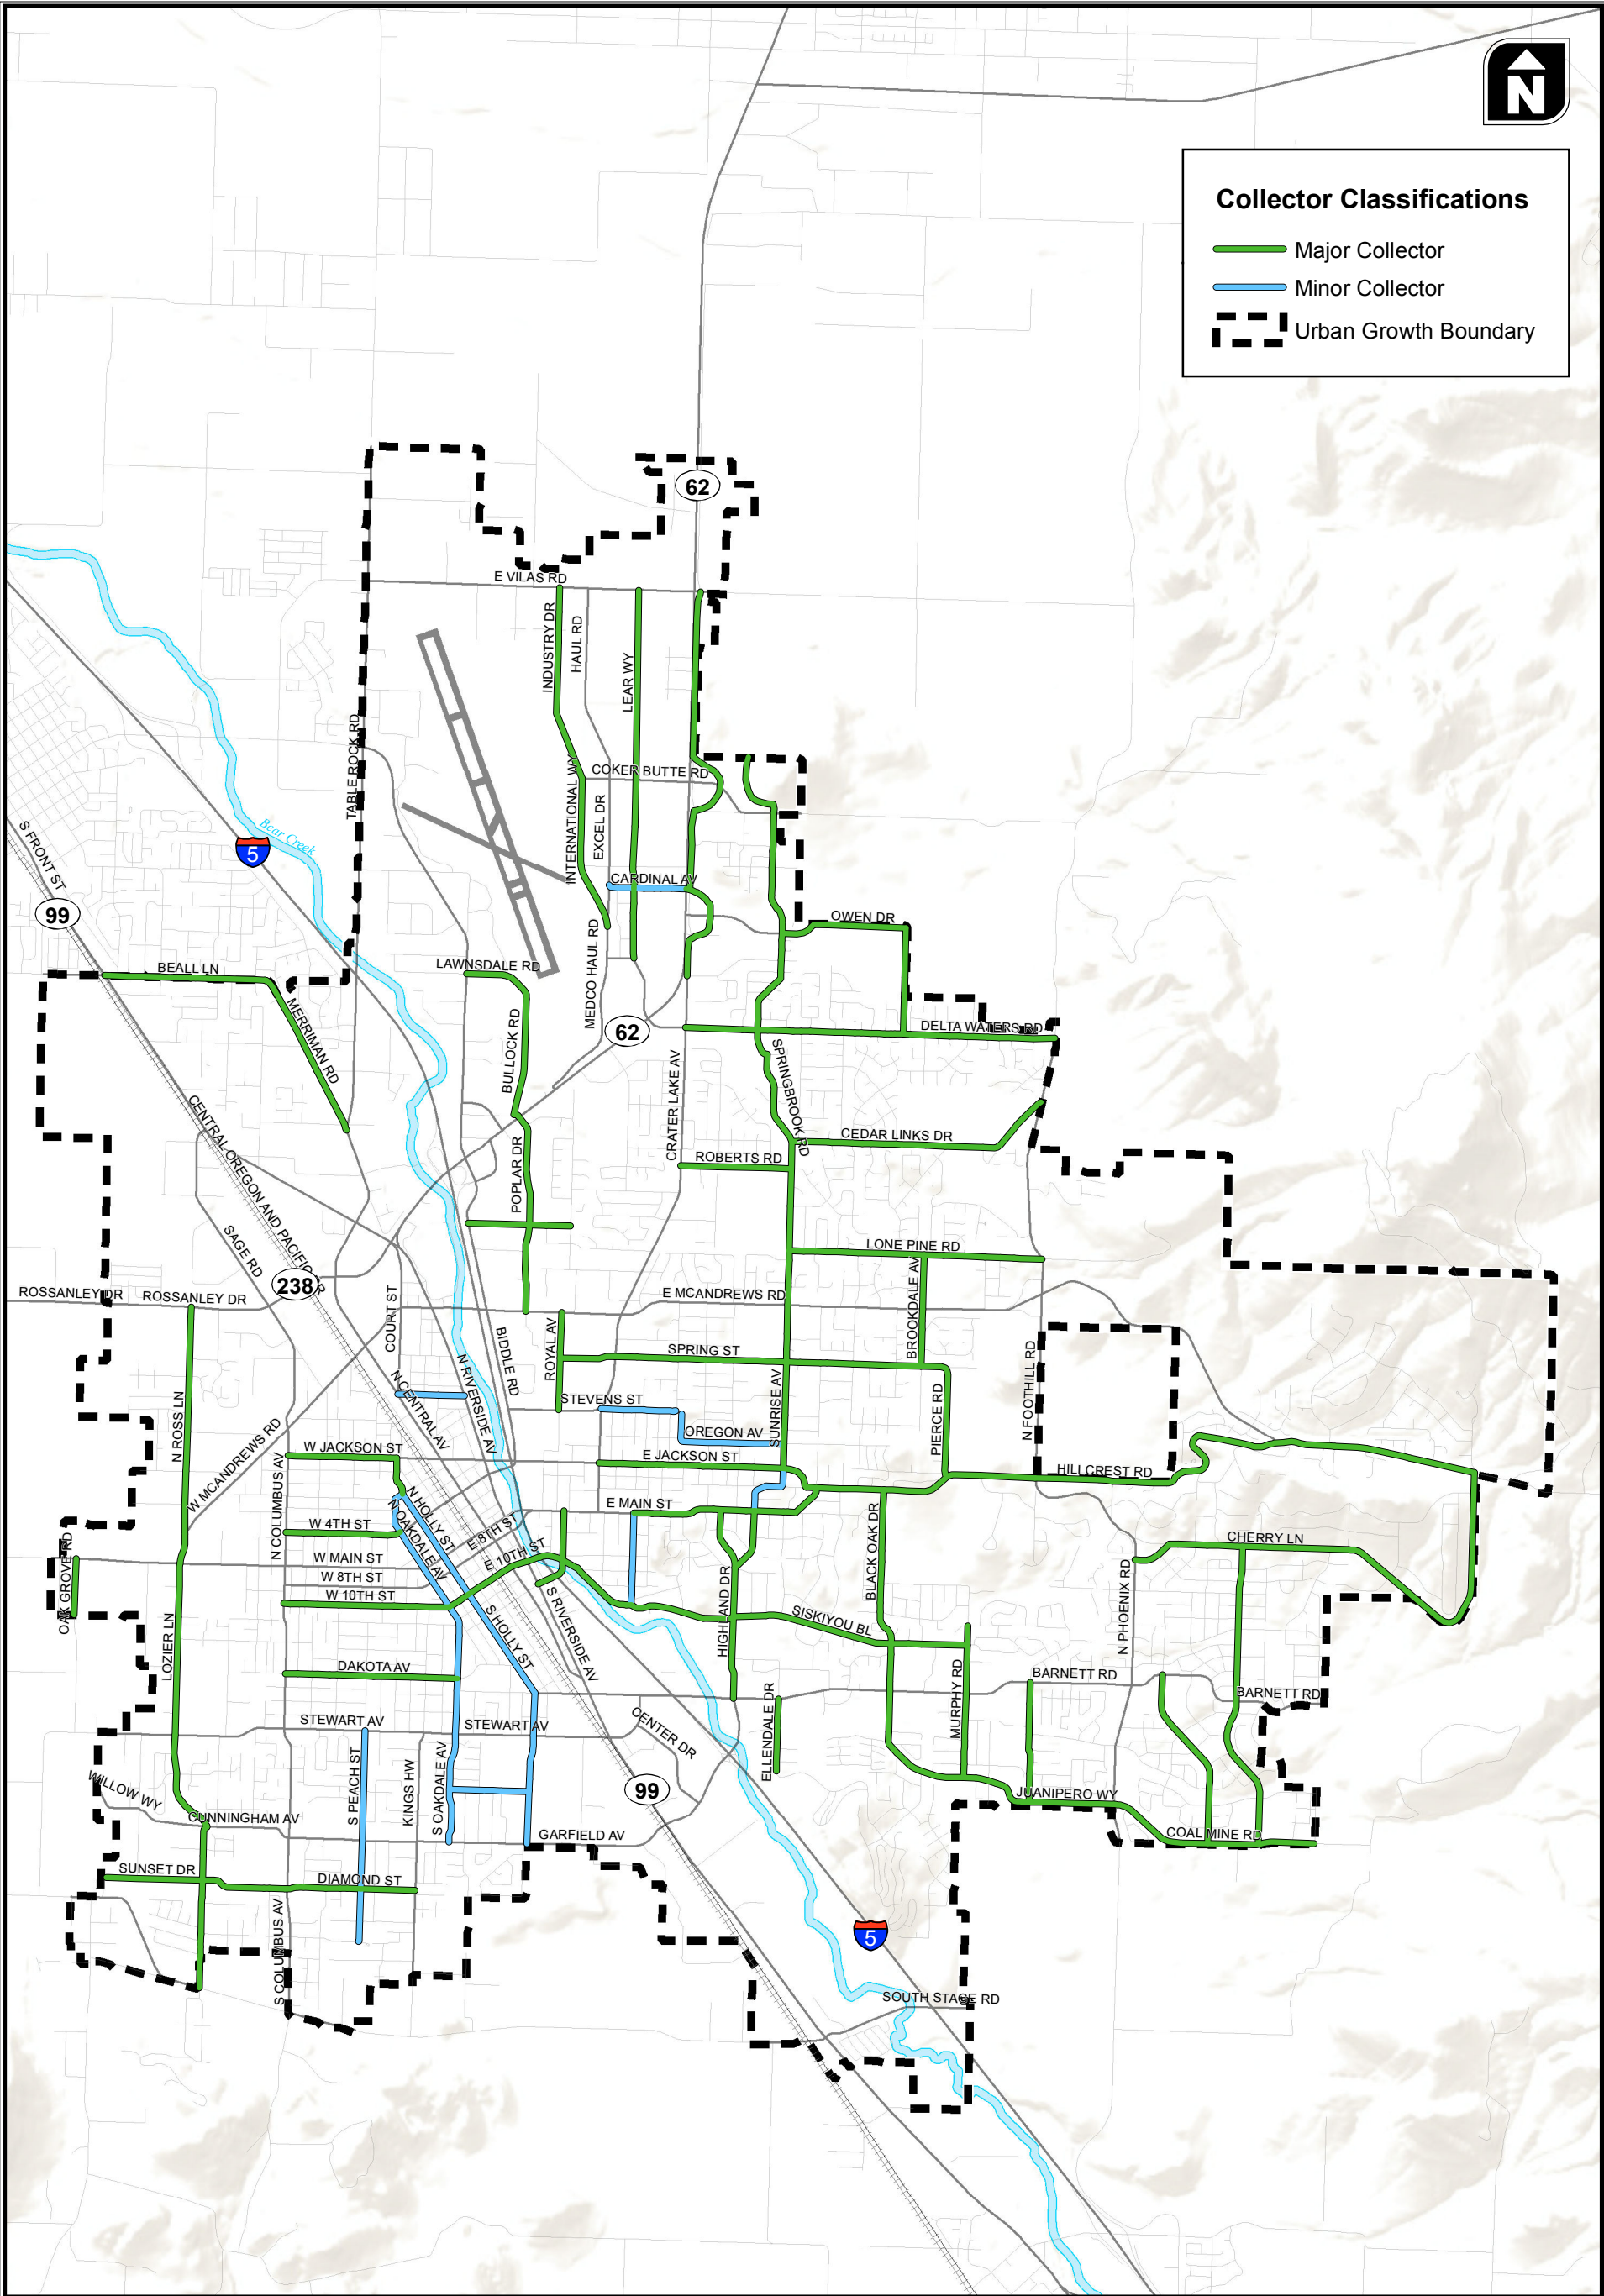 N
Collector Classifications
Major Collector
Minor Collector
Urban Growth Boundary
62
E VILAS RD
INDUSTRY DR
HAUL RD
LEAR WY
TABLE ROCK RD
COKER BUTTE RD
INTERNATIONAL WY
EXCEL DR
Bear Creek
5
S FRONT ST
99
CARDINAL AV
OWEN DR
MEDCO HAUL RD
BEALL LN
LAWNSDALE RD
MERRIMAN RD
BULLOCK RD
62
DELTA WATERS RD
SPRINGBROOK RD
CRATER LAKE AV
CENTRAL OREGON AND PACIFIC R
CEDAR LINKS DR
ROBERTS RD
POPLAR DR
SAGE RD
LONE PINE RD
238
ROSSANLEY DR
ROSSANLEY DR
COURT ST
E MCANDREWS RD
BROOKDALE AV
BIDDLE RD
ROYAL AV
SPRING ST
N RIVERSIDE AV
N CENTRAL AV
N FOOTHILL RD
STEVENS ST
SUNRISE AV
PIERCE RD
N ROSS LN
W MCANDREWS RD
OREGON AV
W JACKSON ST
E JACKSON ST
HILLCREST RD
N COLUMBUS AV
N HOLLY ST
N OAKDALE AV
E MAIN ST
E 8TH ST
W 4TH ST
BLACK OAK DR
CHERRY LN
OAK GROVE RD
W MAIN ST
E 10TH ST
W 8TH ST
W 10TH ST
HIGHLAND DR
N PHOENIX RD
S RIVERSIDE AV
S HOLLY ST
SISKIYOU BL
LOZIER LN
DAKOTA AV
MURPHY RD
BARNETT RD
BARNETT RD
ELLENDALE DR
STEWART AV
STEWART AV
CENTER DR
S PEACH ST
KINGS HW
S OAKDALE AV
99
WILLOW WY
JUANIPERO WY
CUNNINGHAM AV
GARFIELD AV
COAL MINE RD
SUNSET DR
DIAMOND ST
S COLUMBUS AV
5
SOUTH STAGE RD